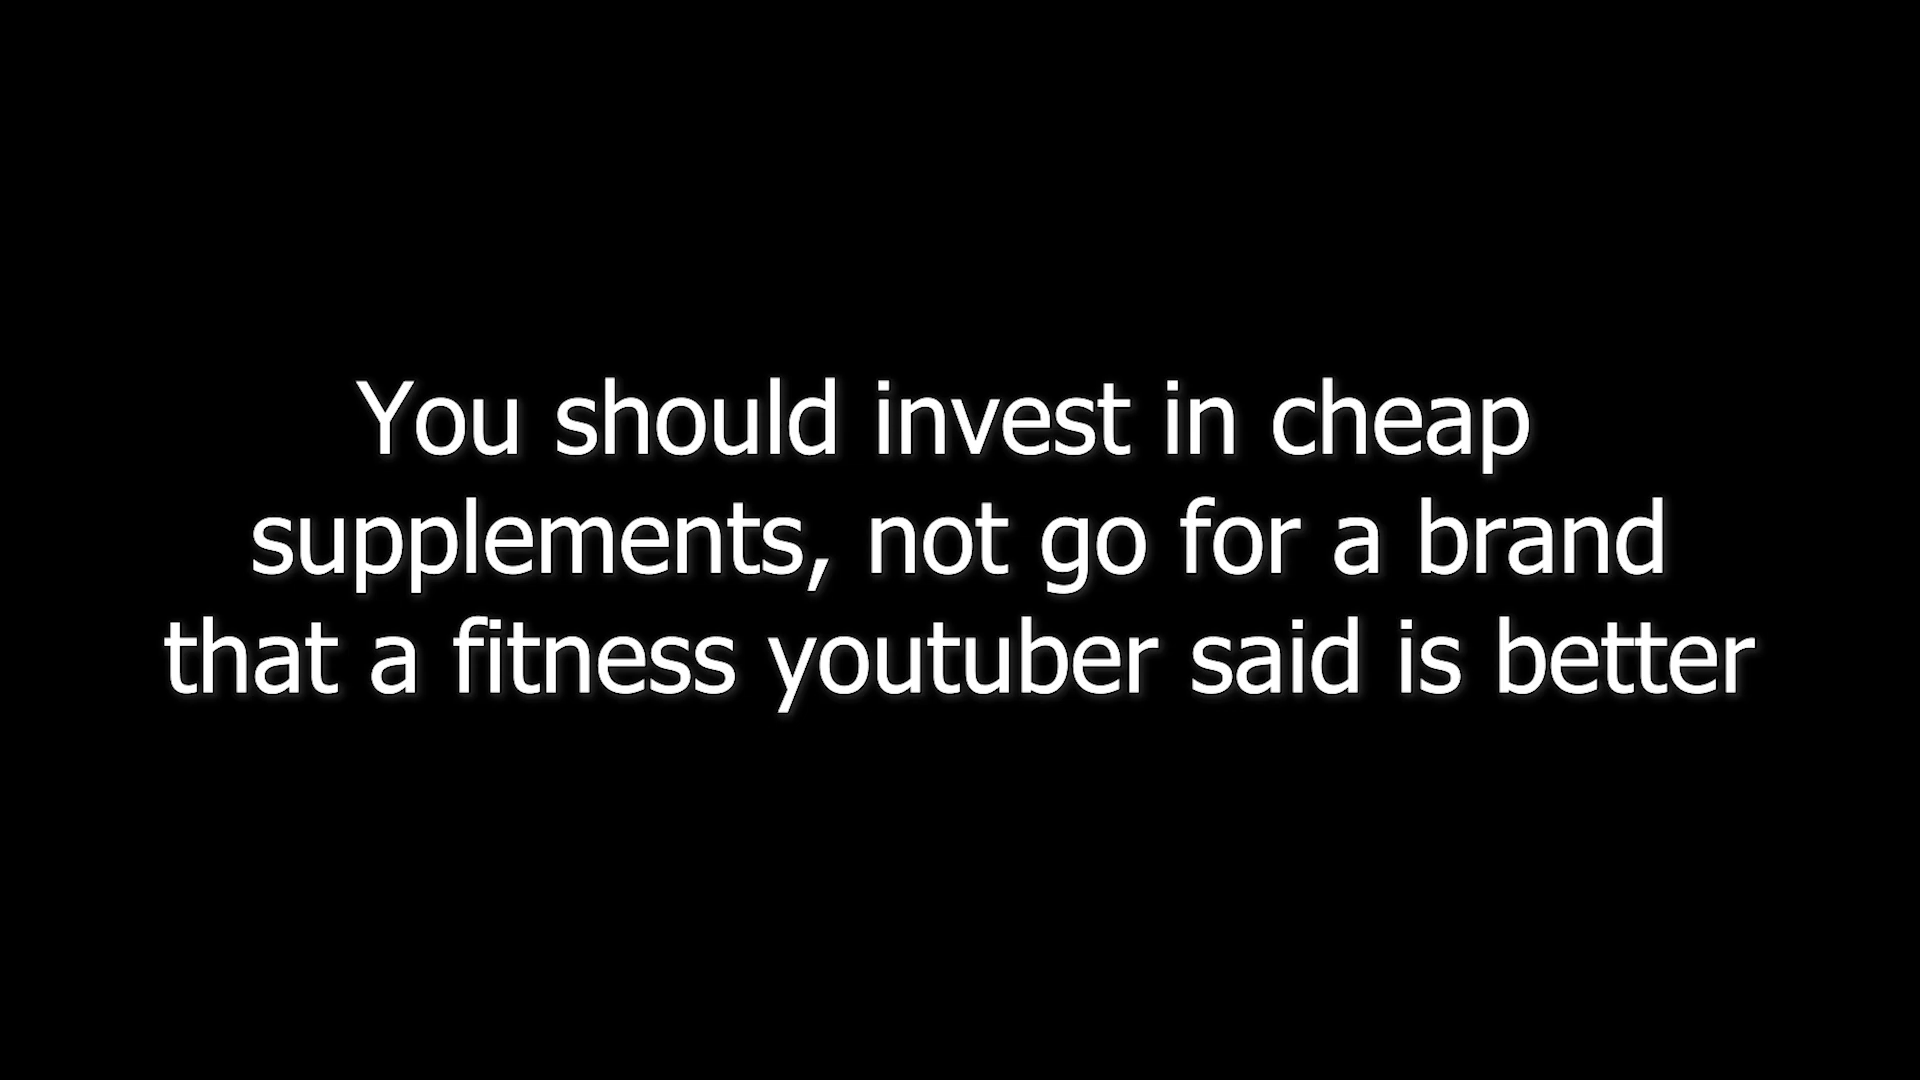 You should invest in cheap
supplements, not go for a brand
that a fitness youtuber said is better